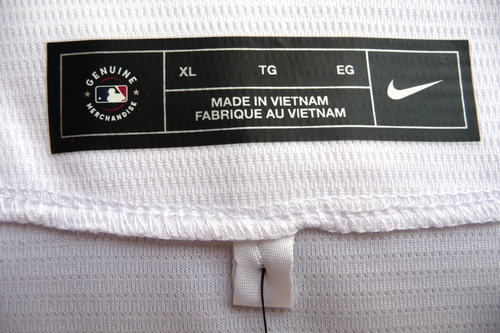 GENUINE
MERCHANDISE
XL TG EG
MADE IN VIETNAM
FABRIQUE AU VIETNAM